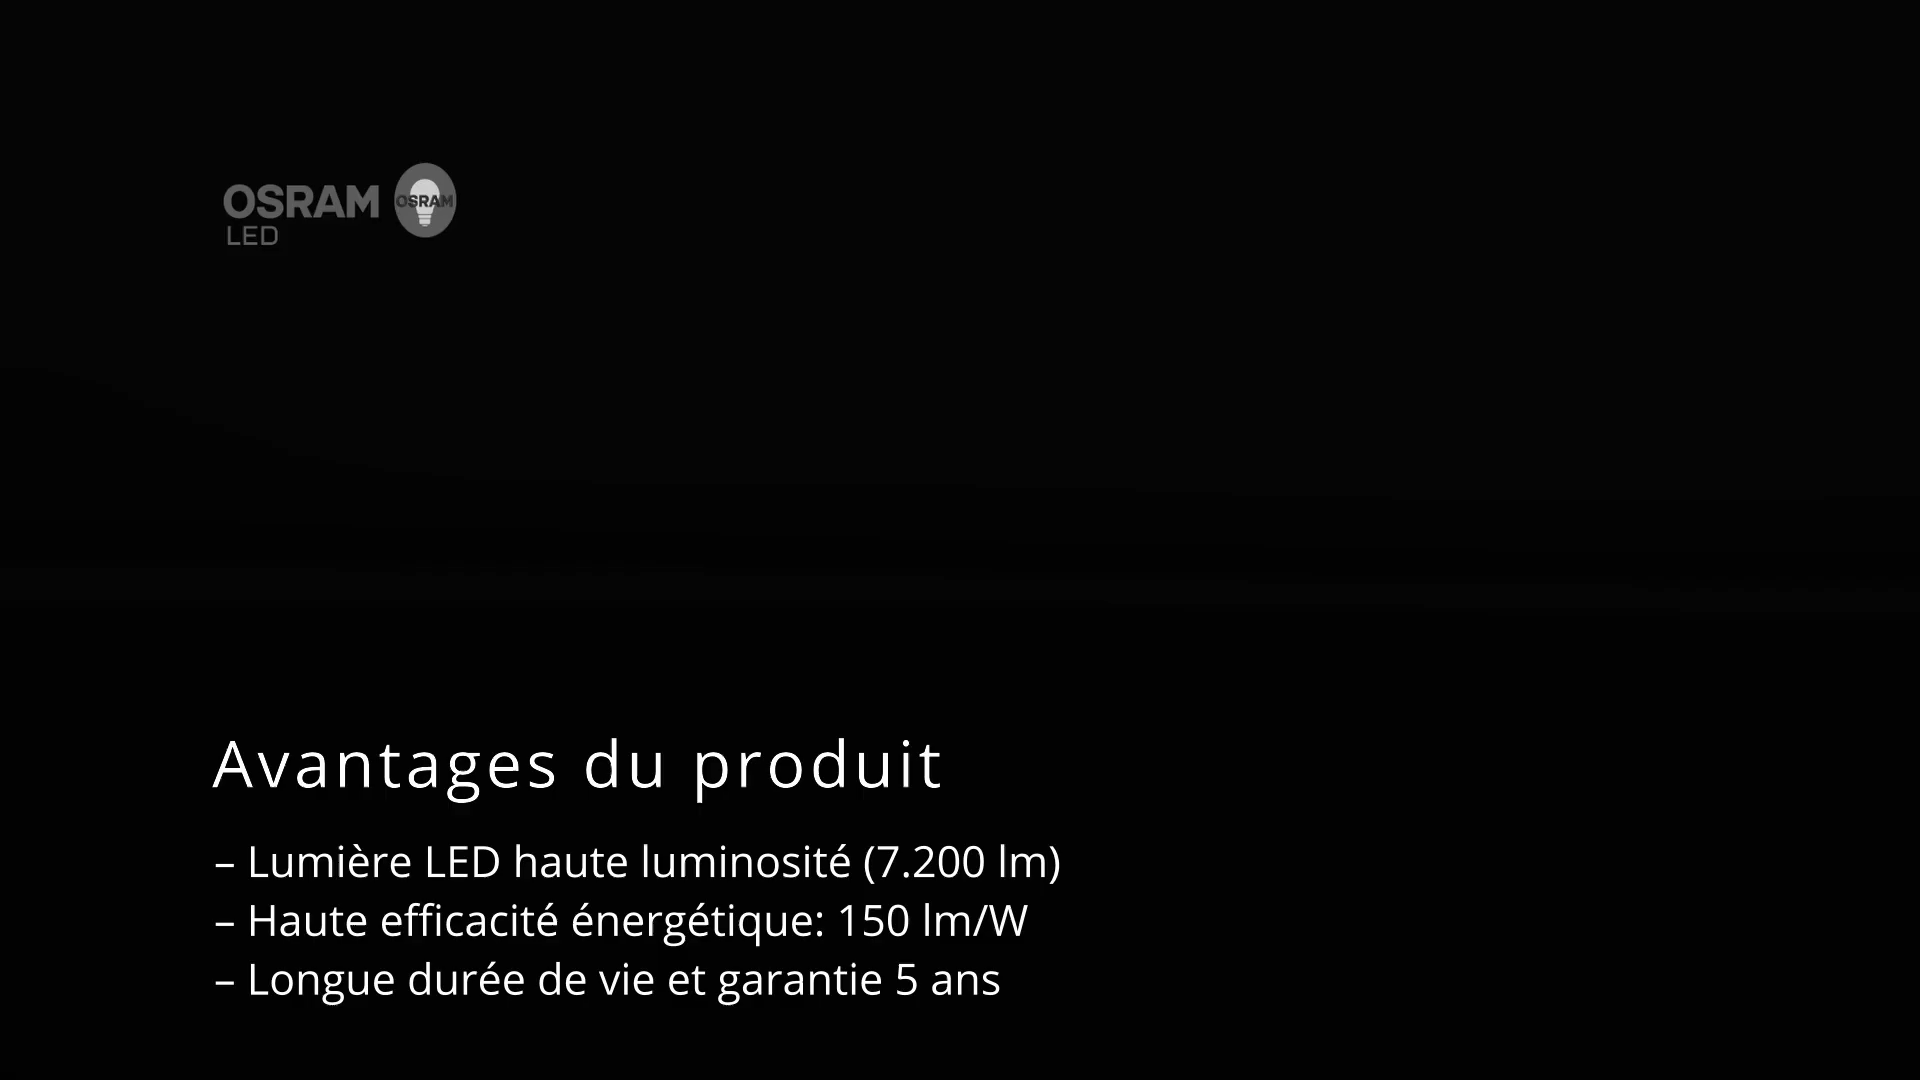 OSRAM
OSRAM
LED
Avantages du produit
– Lumière LED haute luminosité (7.200 lm)
– Haute efficacité énergétique: 150 lm/W
– Longue durée de vie et garantie 5 ans